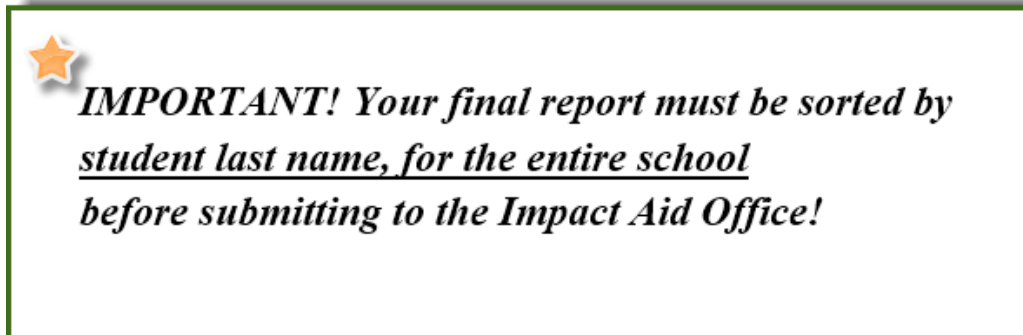 IMPORTANT! Your final report must be sorted by
student last name, for the entire school
before submitting to the Impact Aid Office!